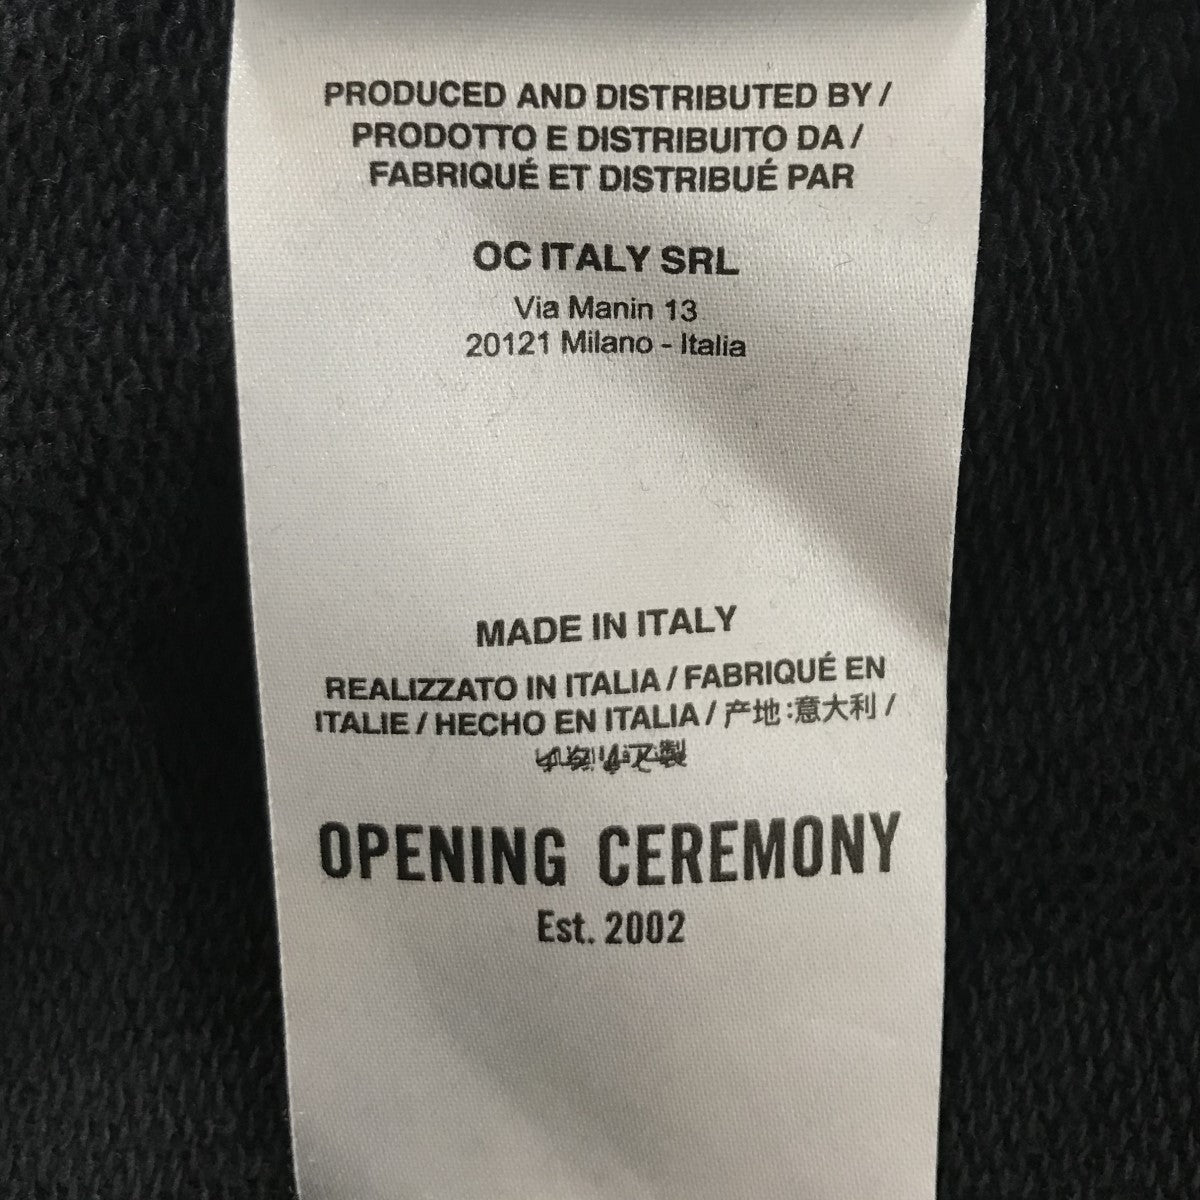 PRODUCED AND DISTRIBUTED BY /
PRODOTTO E DISTRIBUITO DA /
FABRIQUÉ ET DISTRIBUÉ PAR
OC ITALY SRL
Via Manin 13
20121 Milano - Italia
MADE IN ITALY
REALIZZATO IN ITALIA / FABRIQUÉ EN
ITALIE / HECHO EN ITALIA / 产地:意大利 /
OPENING CEREMONY
Est. 2002